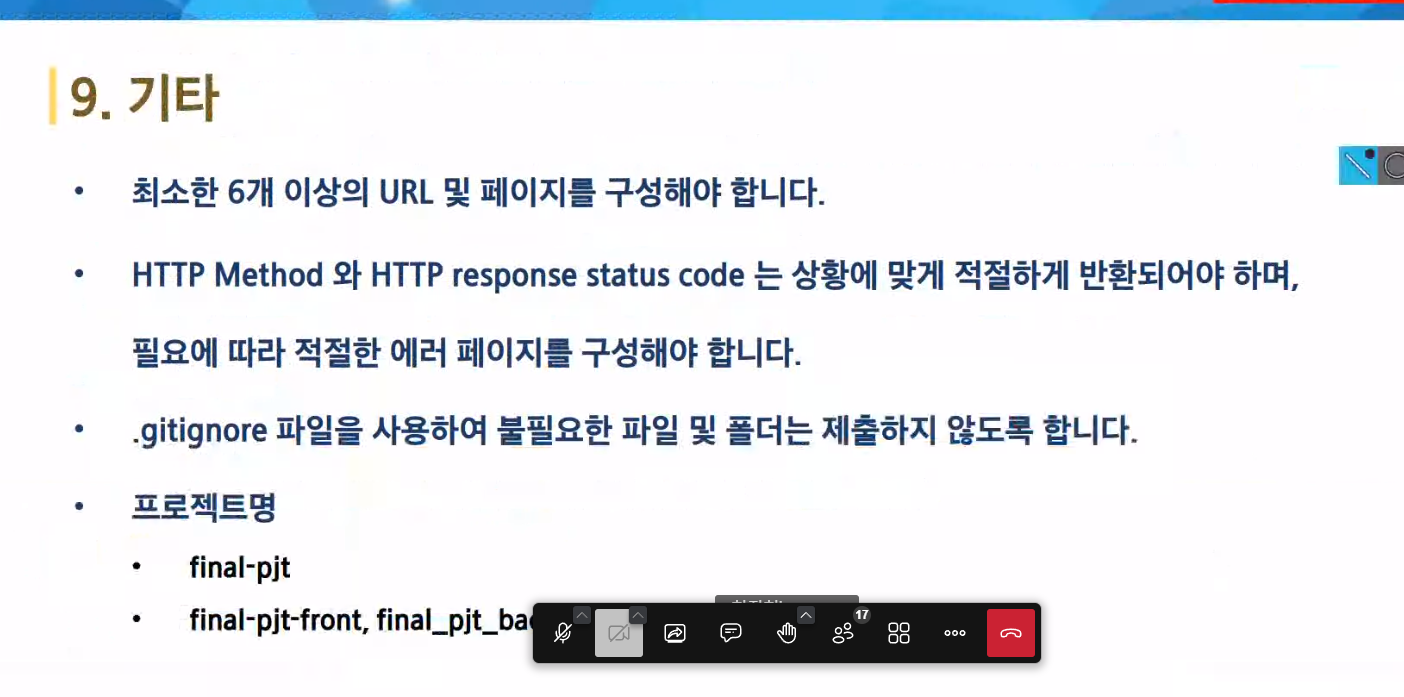 9. 기타
• 최소한 6개 이상의 URL 및 페이지를 구성해야 합니다.
• HTTP Method 와 HTTP response status code 는 상황에 맞게 적절하게 반환되어야 하며,
필요에 따라 적절한 에러 페이지를 구성해야 합니다.
• .gitignore 파일을 사용하여 불필요한 파일 및 폴더는 제출하지 않도록 합니다.
• 프로젝트명
• final-pjt
• final-pjt-front,
17